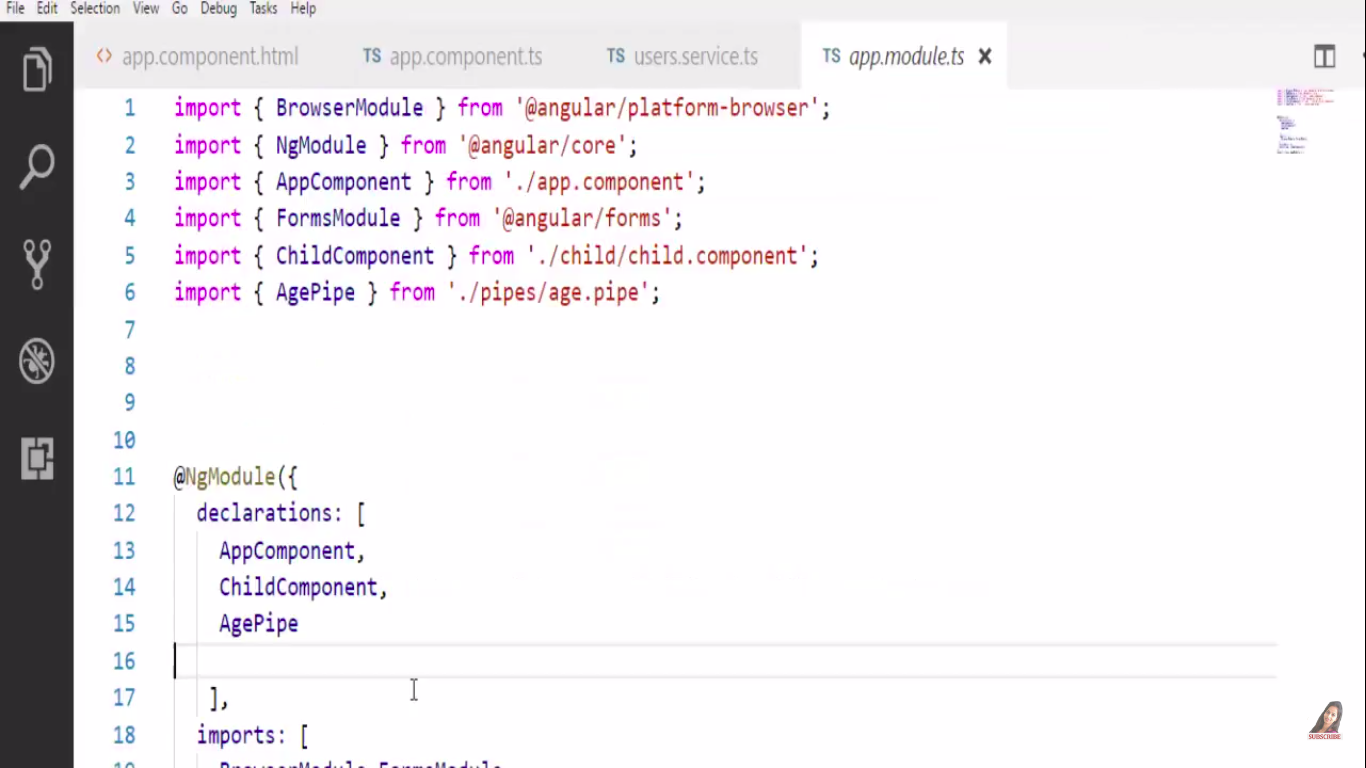 File Edit Selection View Go Debug Tasks Help
<> app.component.html TS app.component.ts TS users.service.ts TS app.module.ts ×
1 import { BrowserModule } from '@angular/platform-browser';
2 import { NgModule } from '@angular/core';
3 import { AppComponent } from './app.component';
4 import { FormsModule } from '@angular/forms';
5 import { ChildComponent } from './child/child.component';
6 import { AgePipe } from './pipes/age.pipe';
7
8
9
10
11 @NgModule({
12 declarations: [
13 AppComponent,
14 ChildComponent,
15 AgePipe
16
17 ],
18 imports: [
19 BrowserModule,FormsModule
SUBSCRIBE